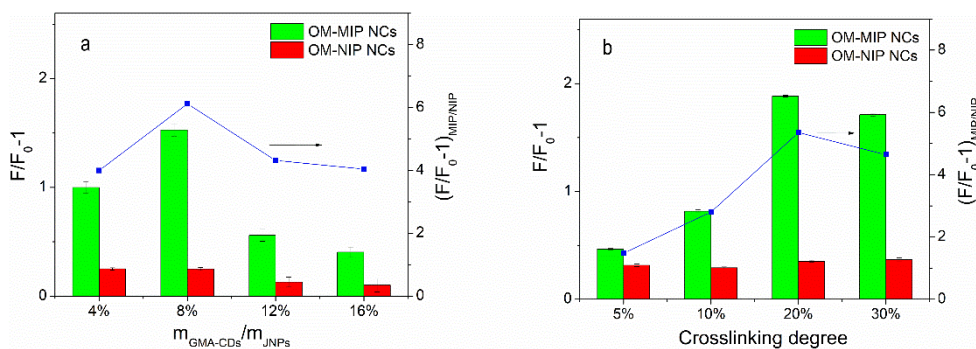 a
OM-MIP NCs
OM-NIP NCs
F/F0-1
2
1
0
8
6
4
2
0
(F/F0-1)MIP/NIP
4%
8%
12%
16%
mGMA-CDs/mJNPs
b
OM-MIP NCs
OM-NIP NCs
F/F0-1
2
1
0
8
6
4
2
0
(F/F0-1)MIP/NIP
5%
10%
20%
30%
Crosslinking degree